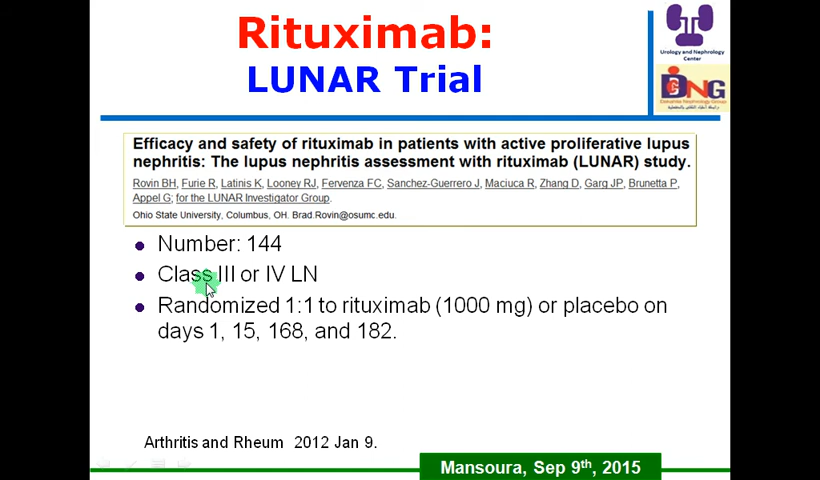 Rituximab:
LUNAR Trial
Urology and Nephrology
Center
DNG
Dakahlia Nephrology Group
Efficacy and safety of rituximab in patients with active proliferative lupus
nephritis: The lupus nephritis assessment with rituximab (LUNAR) study.
Rovin BH, Furie R, Latinis K, Looney RJ, Fervenza FC, Sanchez-Guerrero J, Maciuca R, Zhang D, Garg JP, Brunetta P,
Appel G; for the LUNAR Investigator Group.
Ohio State University, Columbus, OH. Brad.Rovin@osumc.edu.
Number: 144
Class III or IV LN
Randomized 1:1 to rituximab (1000 mg) or placebo on
days 1, 15, 168, and 182.
Arthritis and Rheum 2012 Jan 9.
Mansoura, Sep 9th, 2015